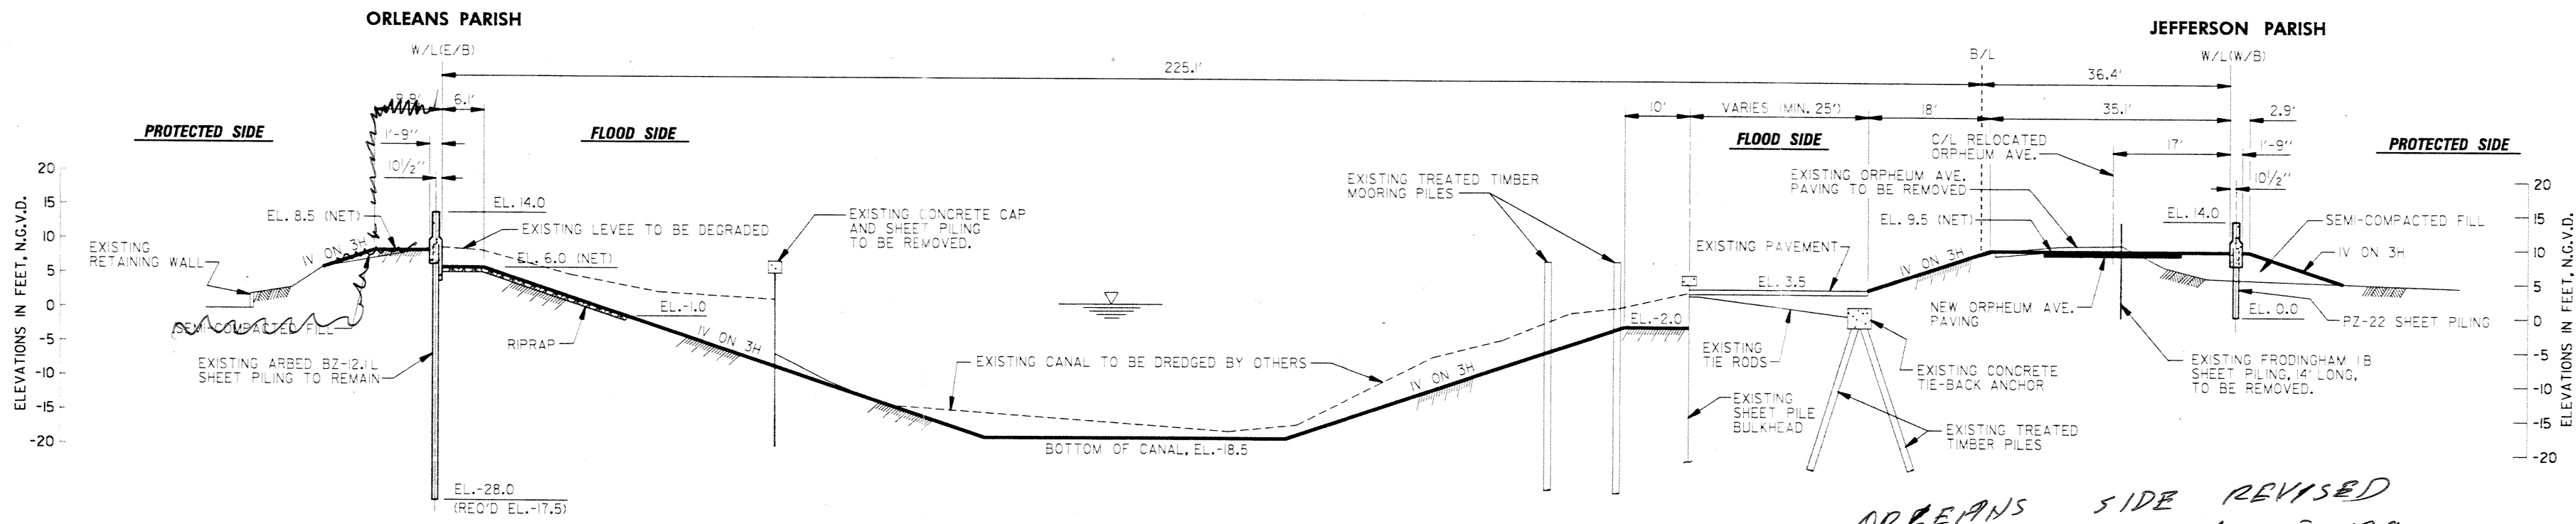 ORLEANS PARISH
JEFFERSON PARISH
W/L(E/B)
B/L
W/L(W/B)
225.1'
36.4'
6.1'
10'
VARIES (MIN. 25')
18'
35.1'
2.9'
PROTECTED SIDE
FLOOD SIDE
FLOOD SIDE
PROTECTED SIDE
1'-9"
10 1/2"
C/L RELOCATED
ORPHEUM AVE.
17'
1'-9"
10 1/2"
ELEVATIONS IN FEET, N.G.V.D.
20
15
10
5
0
-5
-10
-15
-20
EL. 8.5 (NET)
EL. 14.0
EXISTING LEVEE TO BE DEGRADED
EXISTING
RETAINING WALL
1V ON 3H
EL. 6.0 (NET)
EL.-1.0
SEMI-COMPACTED FILL
RIPRAP
1V ON 3H
EXISTING ARBED BZ-12.1L
SHEET PILING TO REMAIN
EL.-28.0
(REQ'D EL.-17.5)
EXISTING CONCRETE CAP
AND SHEET PILING
TO BE REMOVED.
EXISTING CANAL TO BE DREDGED BY OTHERS
BOTTOM OF CANAL, EL.-18.5
EXISTING TREATED TIMBER
MOORING PILES
1V ON 3H
EL.-2.0
EXISTING PAVEMENT
EL. 3.5
EXISTING
TIE RODS
EXISTING
SHEET PILE
BULKHEAD
EXISTING CONCRETE
TIE-BACK ANCHOR
EXISTING TREATED
TIMBER PILES
1V ON 3H
EXISTING ORPHEUM AVE.
PAVING TO BE REMOVED
EL. 9.5 (NET)
NEW ORPHEUM AVE.
PAVING
EL. 14.0
SEMI-COMPACTED FILL
1V ON 3H
EL. 0.0
PZ-22 SHEET PILING
EXISTING FRODINGHAM 1B
SHEET PILING, 14' LONG,
TO BE REMOVED.
20
15
10
5
0
-5
-10
-15
-20
ELEVATIONS IN FEET, N.G.V.D.
ORLEANS SIDE REVISED